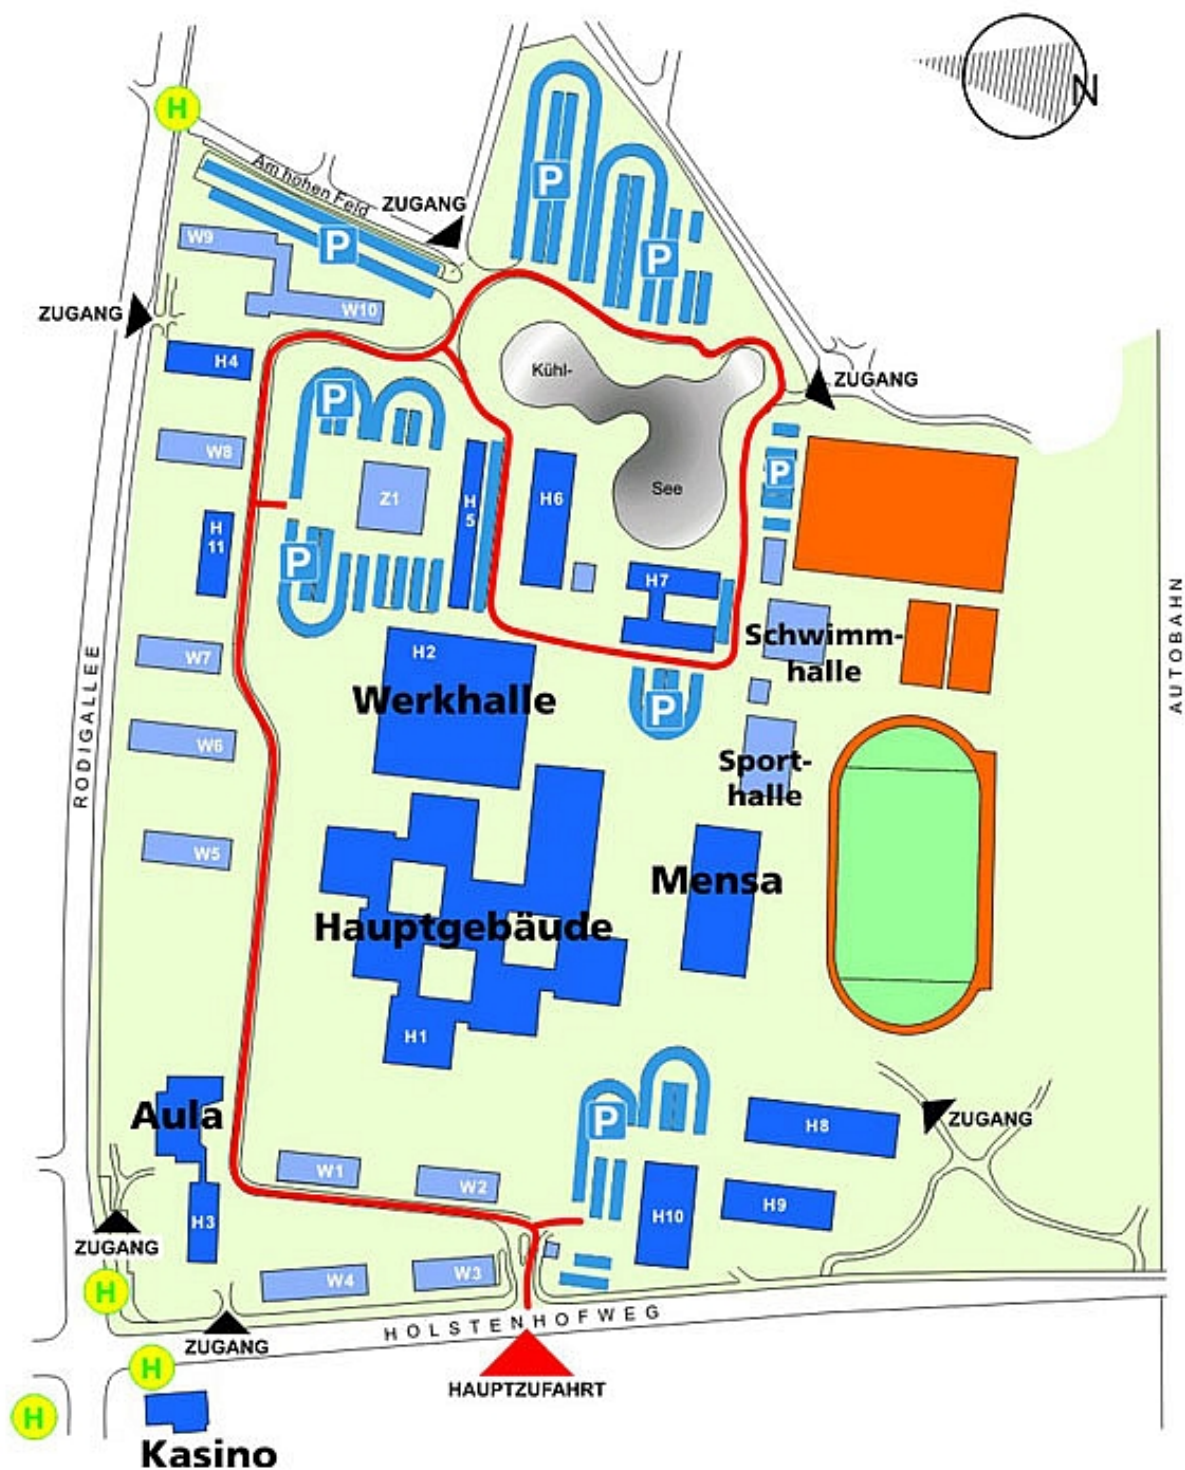 N
H
Am hohen Feld
ZUGANG
P
P
P
W9
W10
ZUGANG
H4
Kühl-
ZUGANG
P
W8
Z1
H
5
H6
P
See
H
11
P
H7
RODIGALLEE
AUTOBAHN
W7
H2
Werkhalle
Schwimm-
halle
P
W6
Sport-
halle
W5
Mensa
Hauptgebäude
H1
Aula
P
H8
ZUGANG
W1
W2
H9
H10
H3
ZUGANG
W4
W3
H
HOLSTENHOFWEG
ZUGANG
H
HAUPTZUFAHRT
H
Kasino